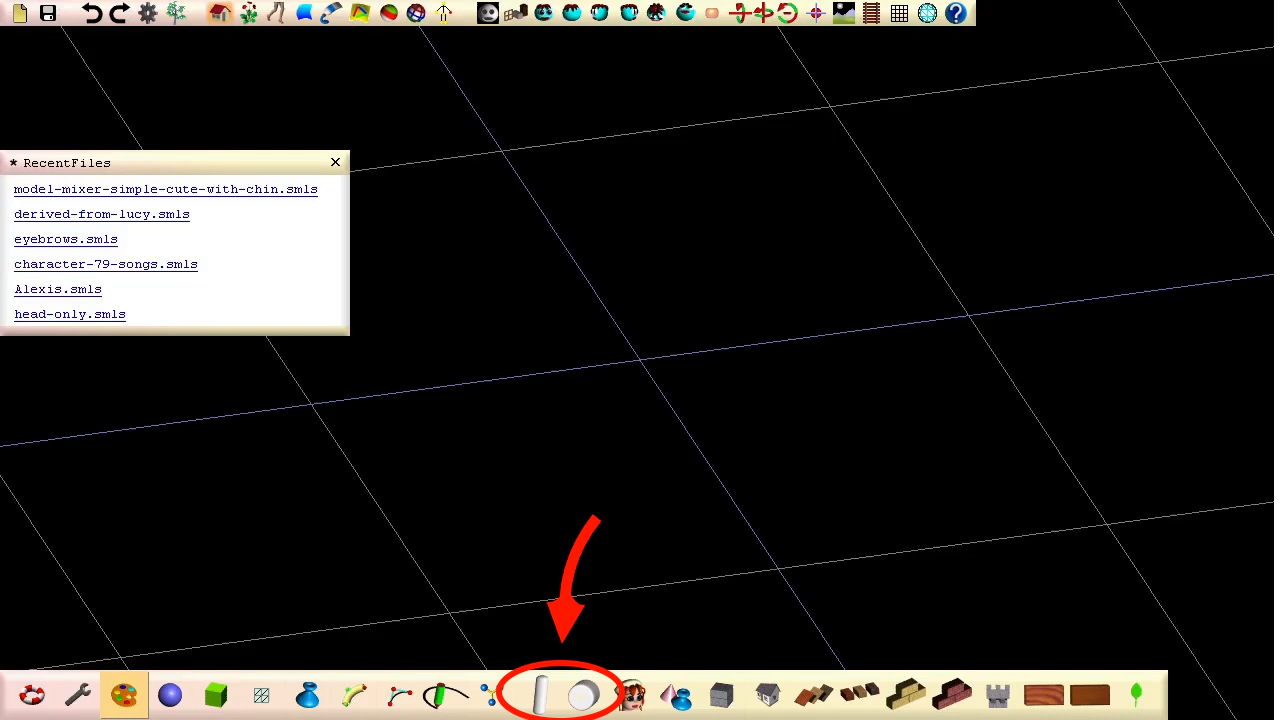 * RecentFiles
model-mixer-simple-cute-with-chin.smls
derived-from-lucy.smls
eyebrows.smls
character-79-songs.smls
Alexis.smls
head-only.smls